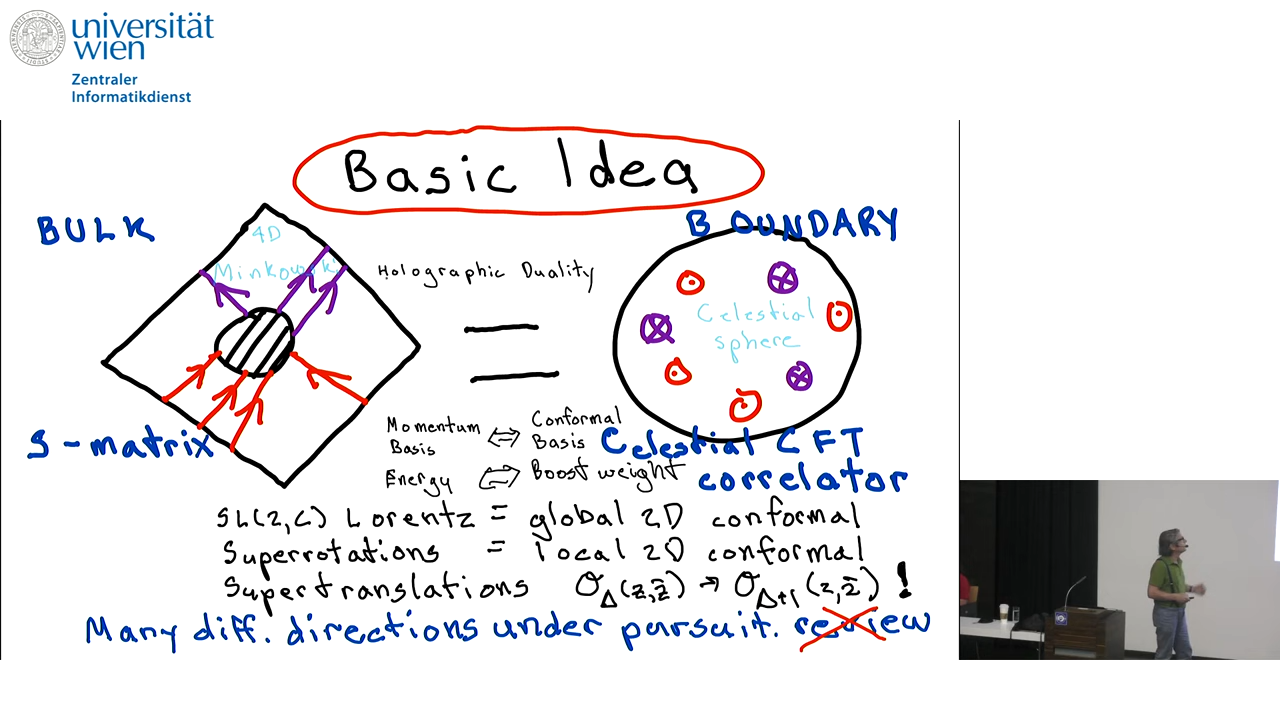 universität
wien
Zentraler
Informatikdienst
Basic Idea
BULK
BOUNDARY
4D
Minkowski
Holographic Duality
Celestial
sphere
=
S-matrix
Momentum
Basis
⇔
Conformal
Basis
Energy
⇔
Boost weight
Celestial CFT
correlator
SL(2,C) Lorentz = global 2D conformal
Superrotations = local 2D conformal
Supertranslations O_Δ(z,z̄) → O_Δ+1(z,z̄) !
Many diff. directions under pursuit. review